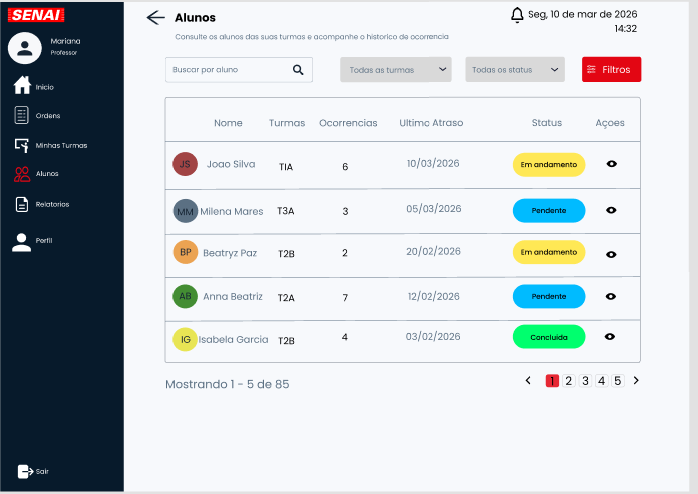 SENAI
Mariana
Professor
Inicio
Ordens
Minhas Turmas
Alunos
Relatorios
Perfil
Sair
Alunos
Seg, 10 de mar de 2026
14:32
Consulte os alunos das suas turmas e acompanhe o historico de ocorrencia
Buscar por aluno
Todas as turmas
Todas os status
Filtros
Nome Turmas Ocorrencias Ultimo Atraso Status Açoes
JS Joao Silva TIA 6 10/03/2026 Em andamento
MM Milena Mares T3A 3 05/03/2026 Pendente
BP Beatryz Paz T2B 2 20/02/2026 Em andamento
AB Anna Beatriz T2A 7 12/02/2026 Pendente
IG Isabela Garcia T2B 4 03/02/2026 Concluida
Mostrando 1 - 5 de 85
1 2 3 4 5